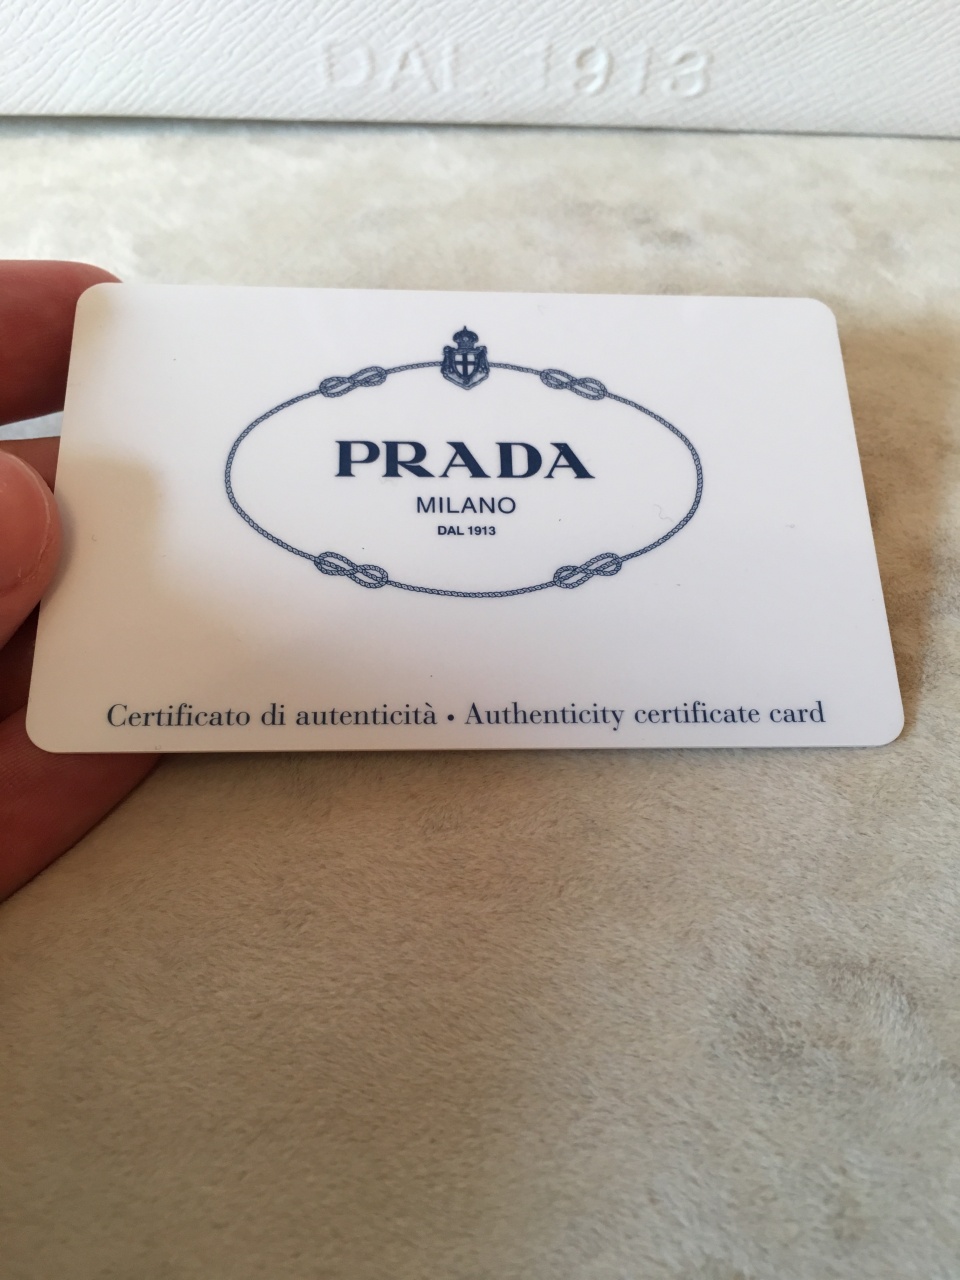 DAL 1913
PRADA
MILANO
DAL 1913
Certificato di autenticità • Authenticity certificate card